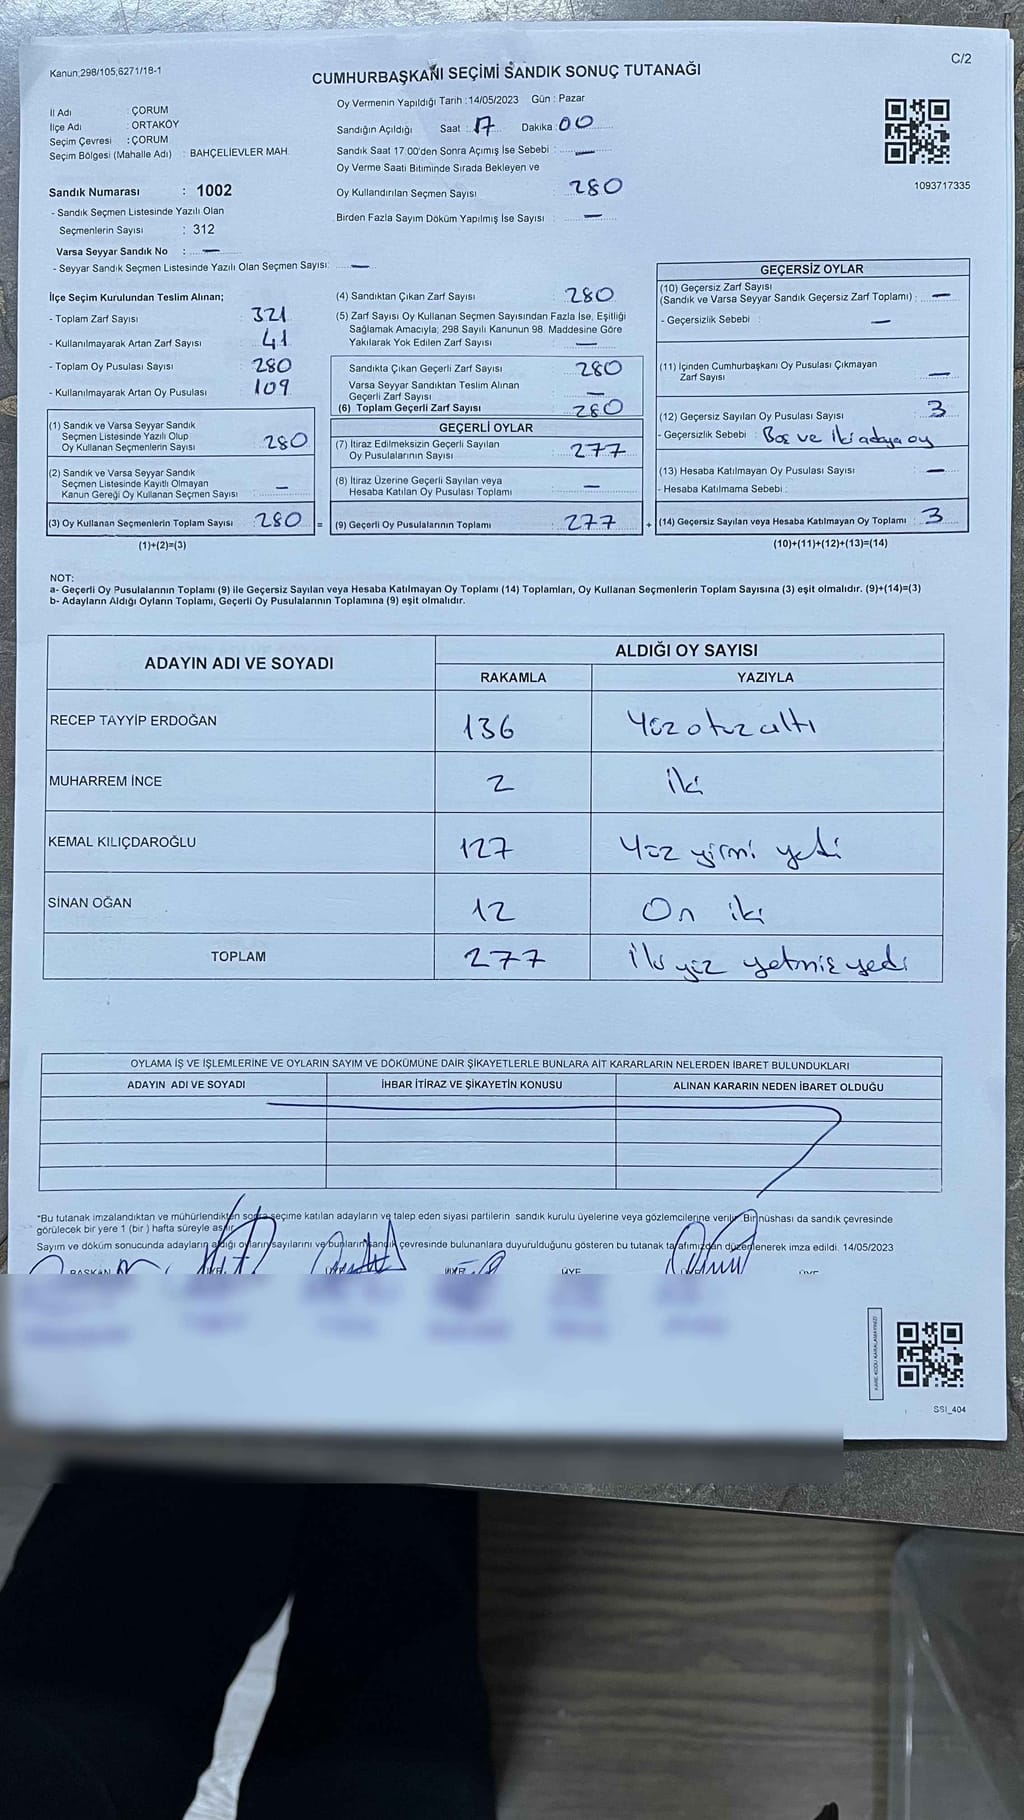 Kanun;298/105,6271/18-1
C/2
CUMHURBAŞKANI SEÇİMİ SANDIK SONUÇ TUTANAĞI
İl Adı : ÇORUM
İlçe Adı : ORTAKÖY
Seçim Çevresi : ÇORUM
Seçim Bölgesi (Mahalle Adı) : BAHÇELİEVLER MAH.
Oy Vermenin Yapıldığı Tarih :14/05/2023 Gün : Pazar
Sandığın Açıldığı Saat : 17 Dakika : 00
Sandık Saat 17:00'den Sonra Açımış İse Sebebi : —
Oy Verme Saati Bitiminde Sırada Bekleyen ve
Oy Kullandırılan Seçmen Sayısı : 280
Birden Fazla Sayım Döküm Yapılmış İse Sayısı : —
1093717335
Sandık Numarası : 1002
- Sandık Seçmen Listesinde Yazılı Olan
Seçmenlerin Sayısı : 312
Varsa Seyyar Sandık No : —
- Seyyar Sandık Seçmen Listesinde Yazılı Olan Seçmen Sayısı: —
İlçe Seçim Kurulundan Teslim Alınan;
- Toplam Zarf Sayısı : 321
- Kullanılmayarak Artan Zarf Sayısı : 41
- Toplam Oy Pusulası Sayısı : 280
- Kullanılmayarak Artan Oy Pusulası : 109
(1) Sandık ve Varsa Seyyar Sandık
Seçmen Listesinde Yazılı Olup
Oy Kullanan Seçmenlerin Sayısı : 280
(2) Sandık ve Varsa Seyyar Sandık
Seçmen Listesinde Kayıtlı Olmayan
Kanun Gereği Oy Kullanan Seçmen Sayısı : —
(3) Oy Kullanan Seçmenlerin Toplam Sayısı : 280 =
(1)+(2)=(3)
(4) Sandıktan Çıkan Zarf Sayısı : 280
(5) Zarf Sayısı Oy Kullanan Seçmen Sayısından Fazla İse, Eşitliği
Sağlamak Amacıyla; 298 Sayılı Kanunun 98. Maddesine Göre
Yakılarak Yok Edilen Zarf Sayısı : —
Sandıkta Çıkan Geçerli Zarf Sayısı : 280
Varsa Seyyar Sandıktan Teslim Alınan
Geçerli Zarf Sayısı : —
(6) Toplam Geçerli Zarf Sayısı : 280
GEÇERLİ OYLAR
(7) İtiraz Edilmeksizin Geçerli Sayılan
Oy Pusulalarının Sayısı : 277
(8) İtiraz Üzerine Geçerli Sayılan veya
Hesaba Katılan Oy Pusulası Toplamı : —
(9) Geçerli Oy Pusulalarının Toplamı : 277 +
GEÇERSİZ OYLAR
(10) Geçersiz Zarf Sayısı
(Sandık ve Varsa Seyyar Sandık Geçersiz Zarf Toplamı) : —
- Geçersizlik Sebebi : —
(11) İçinden Cumhurbaşkanı Oy Pusulası Çıkmayan
Zarf Sayısı : —
(12) Geçersiz Sayılan Oy Pusulası Sayısı : 3
- Geçersizlik Sebebi : Boş ve İki adaya oy
(13) Hesaba Katılmayan Oy Pusulası Sayısı : —
- Hesaba Katılmama Sebebi :
(14) Geçersiz Sayılan veya Hesaba Katılmayan Oy Toplamı : 3
(10)+(11)+(12)+(13)=(14)
NOT:
a- Geçerli Oy Pusulalarının Toplamı (9) ile Geçersiz Sayılan veya Hesaba Katılmayan Oy Toplamı (14) Toplamları, Oy Kullanan Seçmenlerin Toplam Sayısına (3) eşit olmalıdır. (9)+(14)=(3)
b- Adayların Aldığı Oyların Toplamı, Geçerli Oy Pusulalarının Toplamına (9) eşit olmalıdır.
ADAYIN ADI VE SOYADI ALDIĞI OY SAYISI
RAKAMLA YAZIYLA
RECEP TAYYİP ERDOĞAN 136 Yüz otuz altı
MUHARREM İNCE 2 iki
KEMAL KILIÇDAROĞLU 127 Yüz yirmi yedi
SİNAN OĞAN 12 On iki
TOPLAM 277 İki yüz yetmiş yedi
OYLAMA İŞ VE İŞLEMLERİNE VE OYLARIN SAYIM VE DÖKÜMÜNE DAİR ŞİKAYETLERLE BUNLARA AİT KARARLARIN NELERDEN İBARET BULUNDUKLARI
ADAYIN ADI VE SOYADI İHBAR İTİRAZ VE ŞİKAYETİN KONUSU ALINAN KARARIN NEDEN İBARET OLDUĞU
*Bu tutanak imzalandıktan ve mühürlendikten sonra seçime katılan adayların ve talep eden siyasi partilerin sandık kurulu üyelerine veya gözlemcilerine verilir. Bir nüshası da sandık çevresinde
görülecek bir yere 1 (bir ) hafta süreyle asılır.
Sayım ve döküm sonucunda adayların aldığı oyların sayılarını ve bunların sandık çevresinde bulunanlara duyurulduğunu gösteren bu tutanak tarafımızdan düzenlenerek imza edildi. 14/05/2023
BAŞKAN ÜYE ÜYE ÜYE ÜYE ÜYE ÜYE
SSI_404